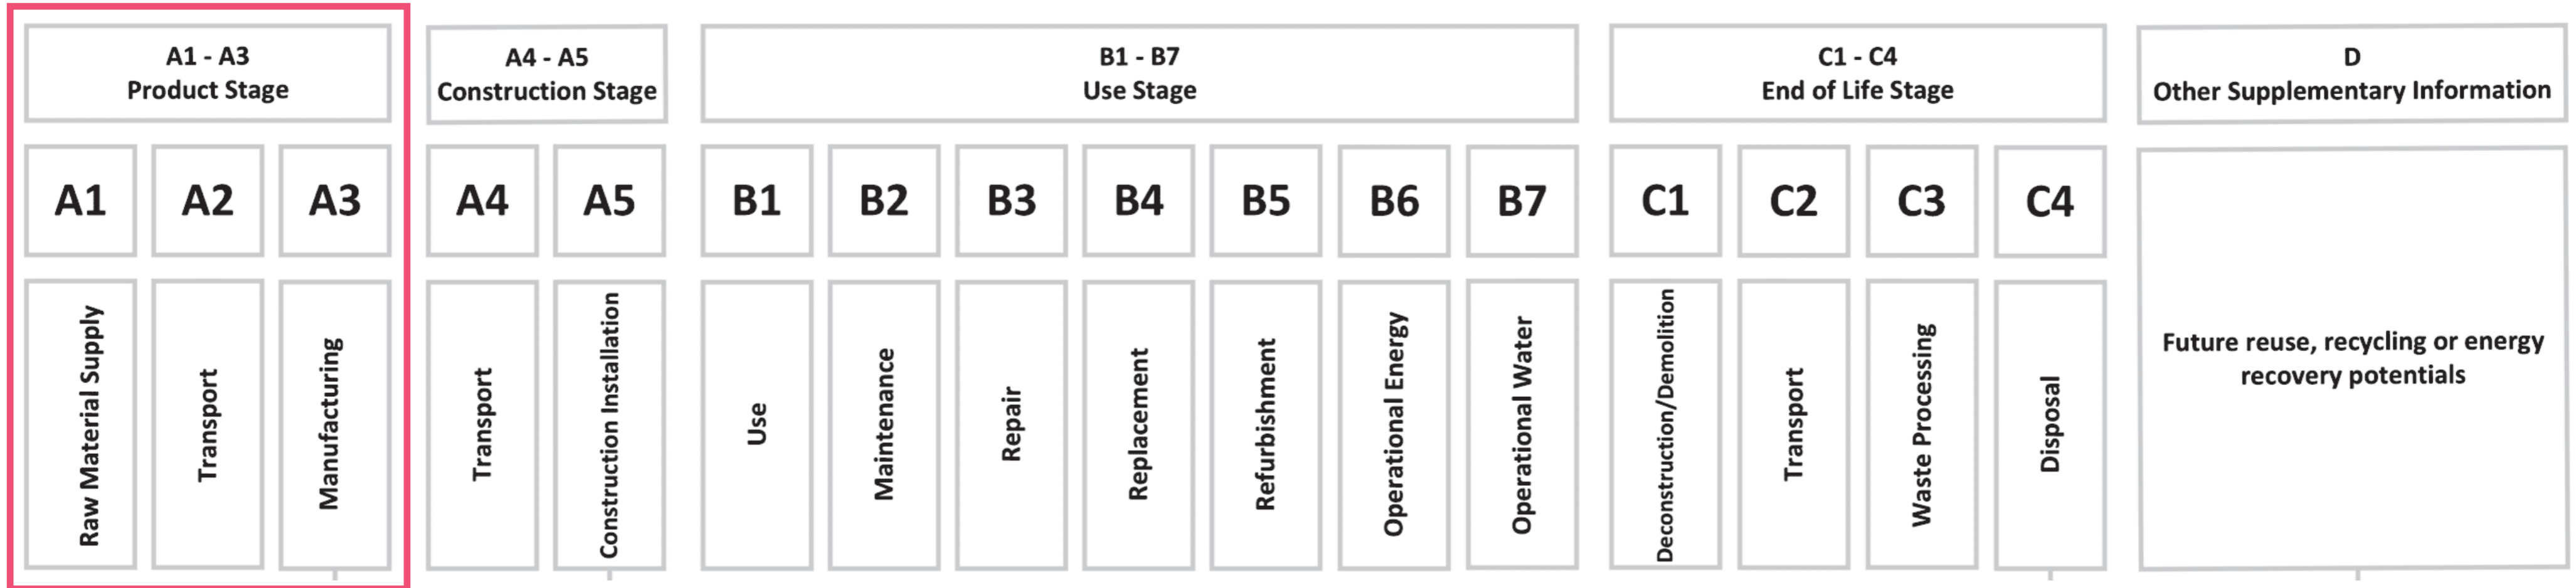 A1 - A3
Product Stage
A4 - A5
Construction Stage
B1 - B7
Use Stage
C1 - C4
End of Life Stage
D
Other Supplementary Information
A1
A2
A3
A4
A5
B1
B2
B3
B4
B5
B6
B7
C1
C2
C3
C4
Raw Material Supply
Transport
Manufacturing
Transport
Construction Installation
Use
Maintenance
Repair
Replacement
Refurbishment
Operational Energy
Operational Water
Deconstruction/Demolition
Transport
Waste Processing
Disposal
Future reuse, recycling or energy
recovery potentials